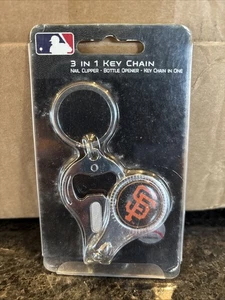 3 IN 1 KEY CHAIN
NAIL CLIPPER - BOTTLE OPENER - KEY CHAIN IN ONE
SF